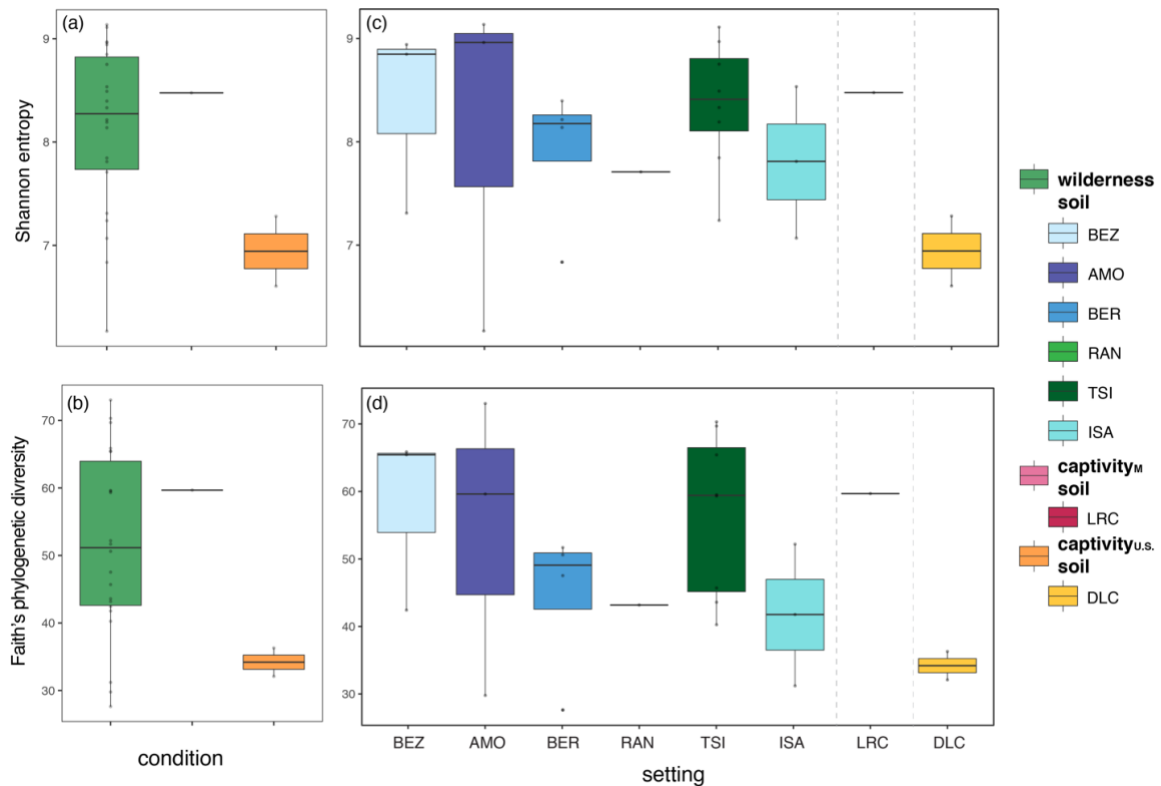 (a)
9
8
7
Shannon entropy
(c)
9
8
7
(b)
70
60
50
40
30
Faith's phylogenetic diversity
condition
(d)
70
60
50
40
30
BEZ AMO BER RAN TSI ISA LRC DLC
setting
wilderness
soil
BEZ
AMO
BER
RAN
TSI
ISA
captivityM
soil
LRC
captivityU.S.
soil
DLC